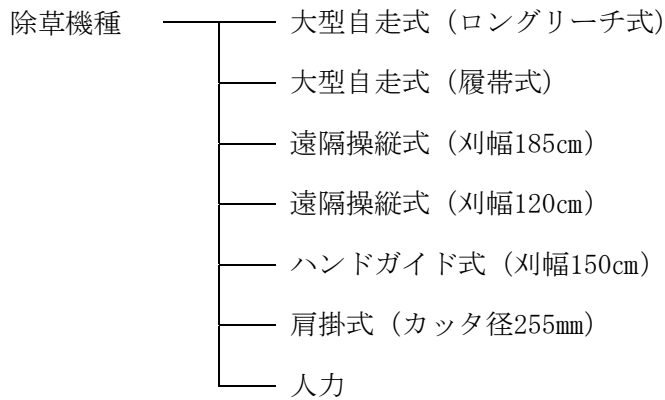 除草機種 大型自走式（ロングリーチ式）
大型自走式（履帯式）
遠隔操縦式（刈幅185㎝）
遠隔操縦式（刈幅120㎝）
ハンドガイド式（刈幅150㎝）
肩掛式（カッタ径255㎜）
人力